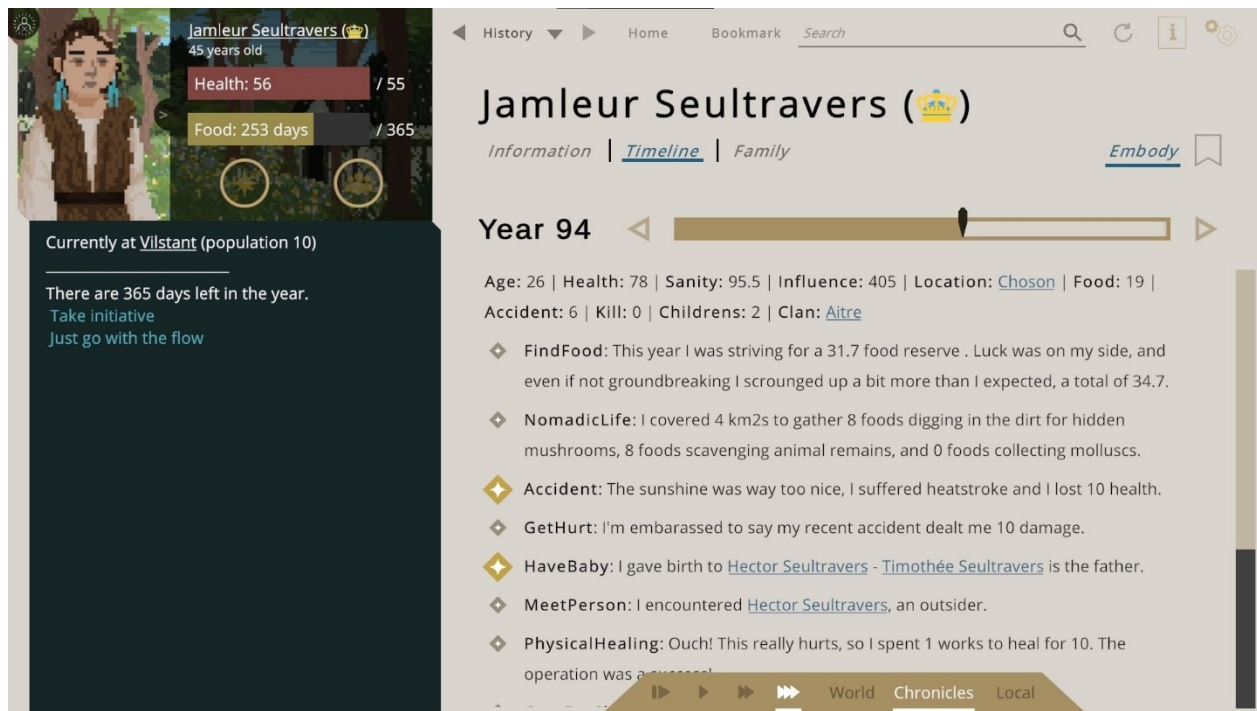 Jamleur Seultravers ()
45 years old
Health: 56 / 55
Food: 253 days / 365
>
Currently at Vilstant (population 10)
There are 365 days left in the year.
Take initiative
Just go with the flow
History Home Bookmark Search
i
Jamleur Seultravers ()
Information | Timeline | Family Embody
Year 94
Age: 26 | Health: 78 | Sanity: 95.5 | Influence: 405 | Location: Choson | Food: 19 |
Accident: 6 | Kill: 0 | Childrens: 2 | Clan: Aitre
FindFood: This year I was striving for a 31.7 food reserve . Luck was on my side, and
even if not groundbreaking I scrounged up a bit more than I expected, a total of 34.7.
NomadicLife: I covered 4 km2s to gather 8 foods digging in the dirt for hidden
mushrooms, 8 foods scavenging animal remains, and 0 foods collecting molluscs.
Accident: The sunshine was way too nice, I suffered heatstroke and I lost 10 health.
GetHurt: I'm embarassed to say my recent accident dealt me 10 damage.
HaveBaby: I gave birth to Hector Seultravers - Timothée Seultravers is the father.
MeetPerson: I encountered Hector Seultravers, an outsider.
PhysicalHealing: Ouch! This really hurts, so I spent 1 works to heal for 10. The
operation was a
World Chronicles Local